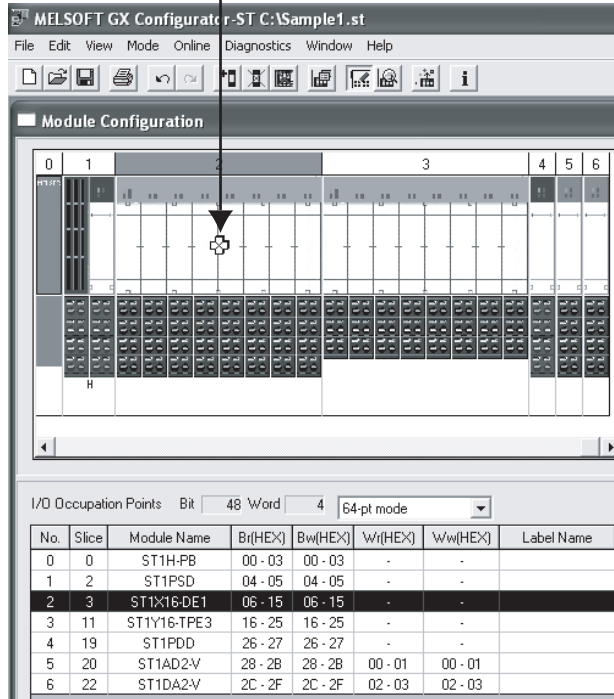 MELSOFT GX Configurator-ST C:\Sample1.st
File Edit View Mode Online Diagnostics Window Help
Module Configuration
0 1 2 3 4 5 6
H
I/O Occupation Points Bit 48 Word 4 64-pt mode
No. Slice Module Name Br(HEX) Bw(HEX) Wr(HEX) Ww(HEX) Label Name
0 0 ST1H-PB 00 - 03 00 - 03 - -
1 2 ST1PSD 04 - 05 04 - 05 - -
2 3 ST1X16-DE1 06 - 15 06 - 15 - -
3 11 ST1Y16-TPE3 16 - 25 16 - 25 - -
4 19 ST1PDD 26 - 27 26 - 27 - -
5 20 ST1AD2-V 28 - 2B 28 - 2B 00 - 01 00 - 01
6 22 ST1DA2-V 2C - 2F 2C - 2F 02 - 03 02 - 03